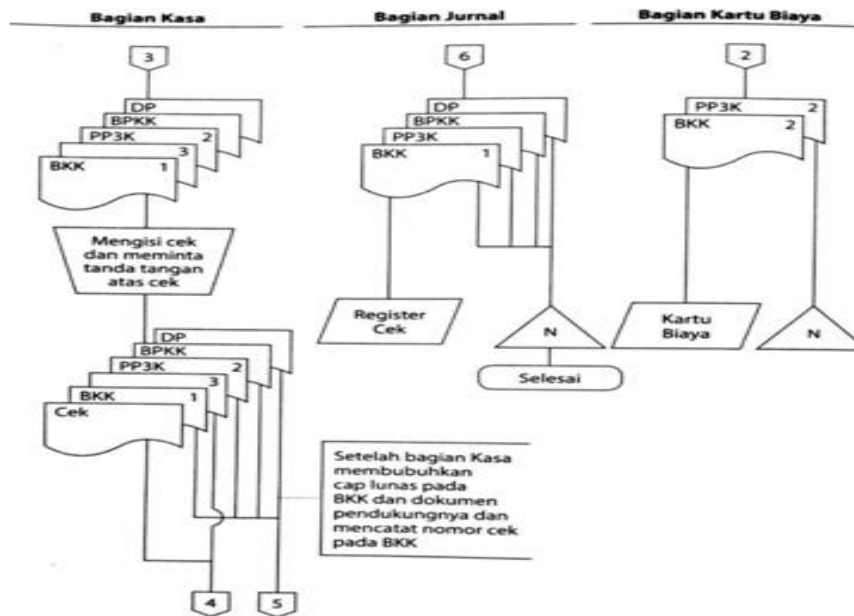 Bagian Kasa
Bagian Jurnal
Bagian Kartu Biaya
3
DP
BPKK
PP3K 2
3
BKK 1
Mengisi cek
dan meminta
tanda tangan
atas cek
DP
BPKK
PP3K 2
3
BKK 1
Cek
4
5
Setelah bagian Kasa
membubuhkan
cap lunas pada
BKK dan dokumen
pendukungnya dan
mencatat nomor cek
pada BKK
6
DP
BPKK
PP3K
BKK 1
Register
Cek
N
Selesai
2
PP3K 2
BKK 2
Kartu
Biaya
N